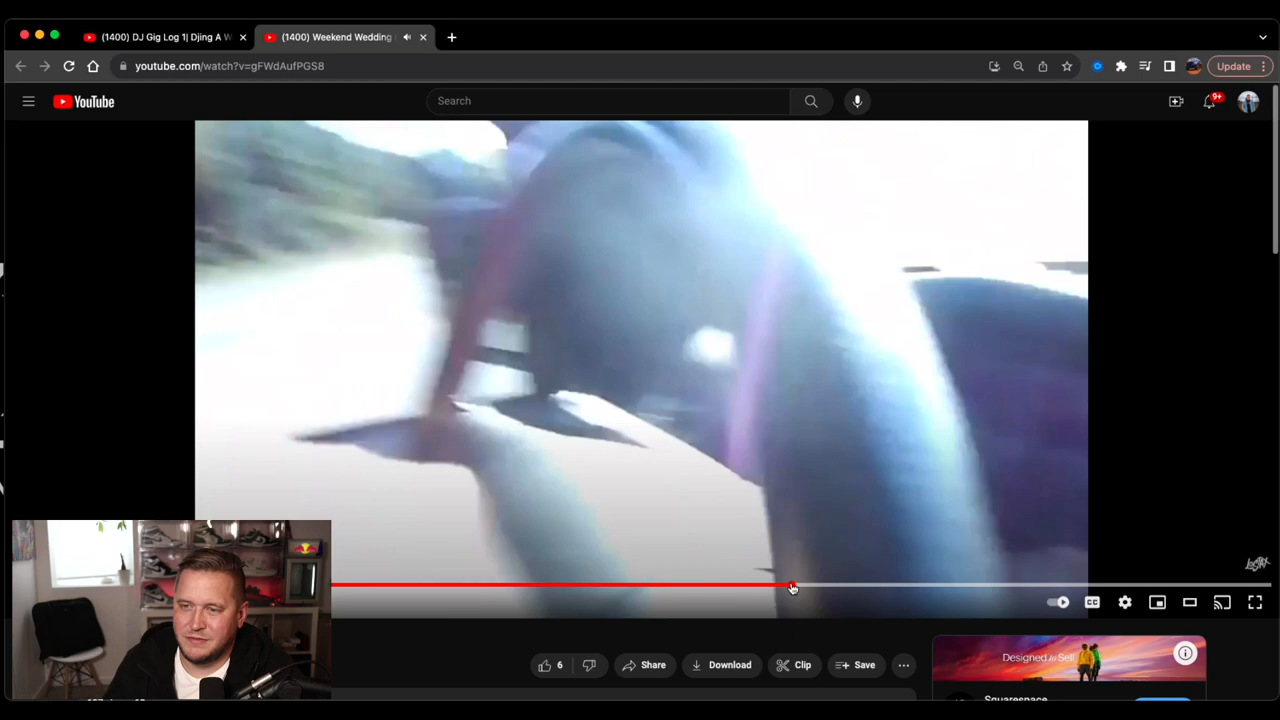 (1400) DJ Gig Log 1| Djing A W
(1400) Weekend Wedding
youtube.com/watch?v=gFWdAufPGS8
Update
YouTube
Search
9+
CC
6
Share
Download
Clip
Save
Designed to Sell
Squarespace